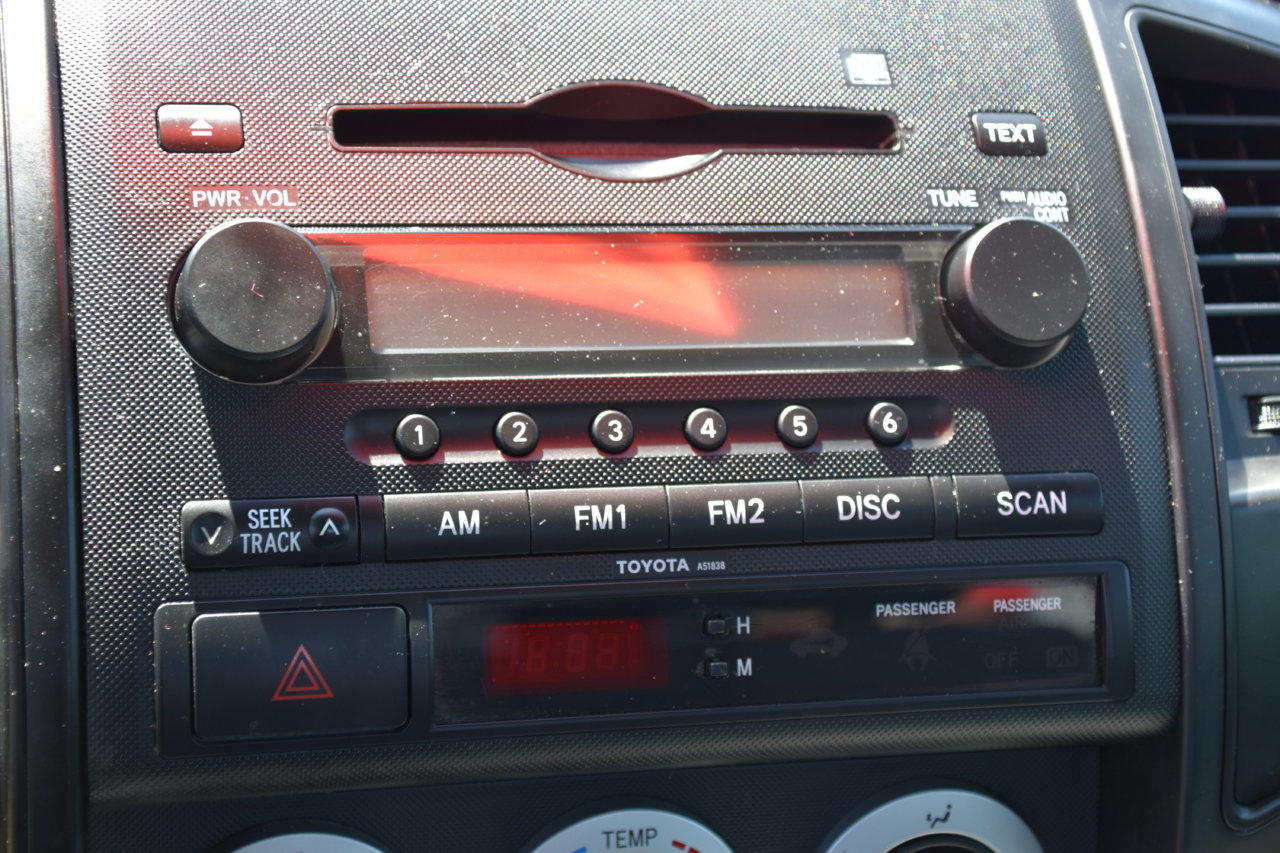 TEXT
PWR·VOL
TUNE
PUSH AUDIO
CONT
1 2 3 4 5 6
SEEK
TRACK
AM FM1 FM2 DISC SCAN
TOYOTA A51838
H
M
PASSENGER
PASSENGER
AIRBAG
OFF ON
TEMP